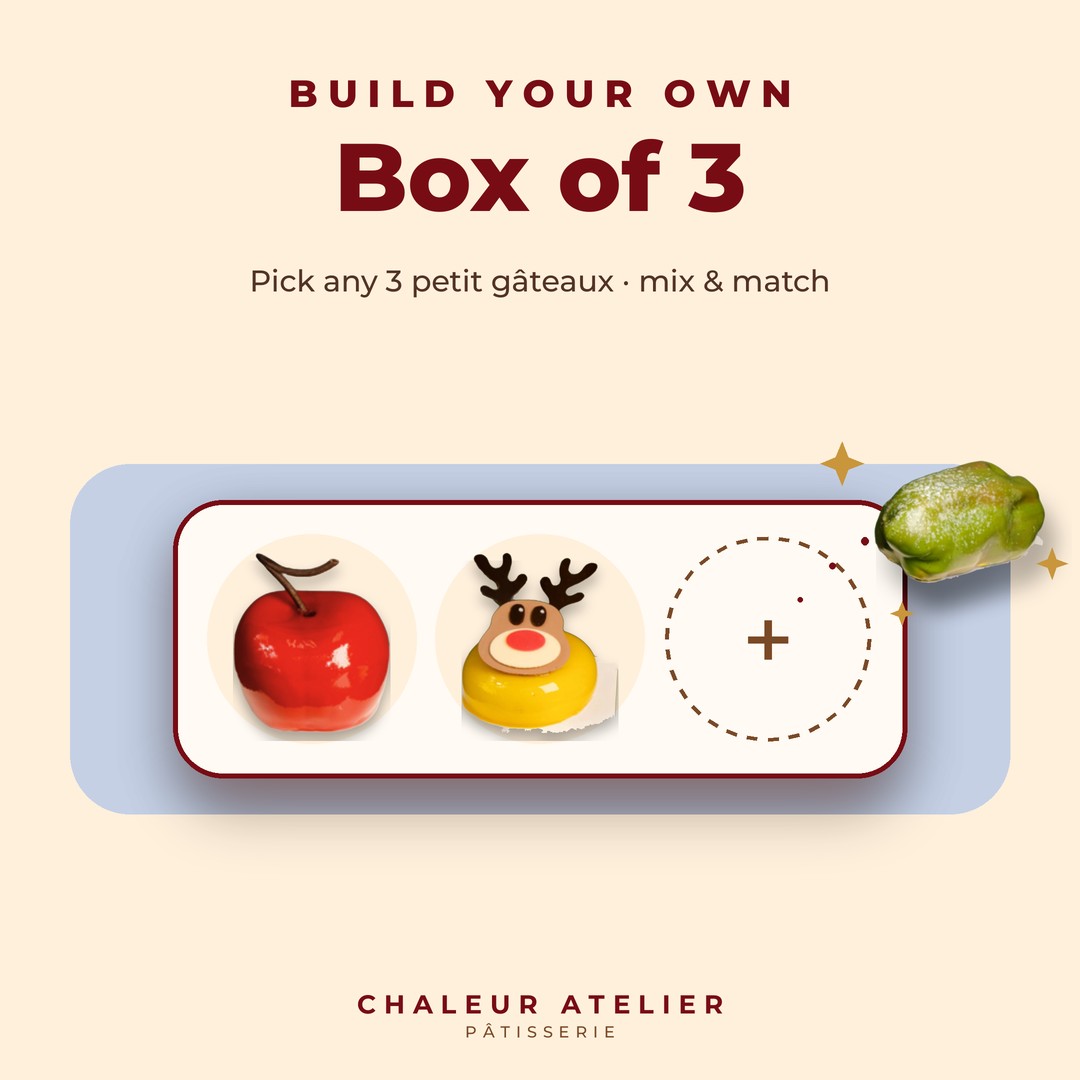 BUILD YOUR OWN
Box of 3
Pick any 3 petit gâteaux · mix & match
+
CHALEUR ATELIER
PÂTISSERIE